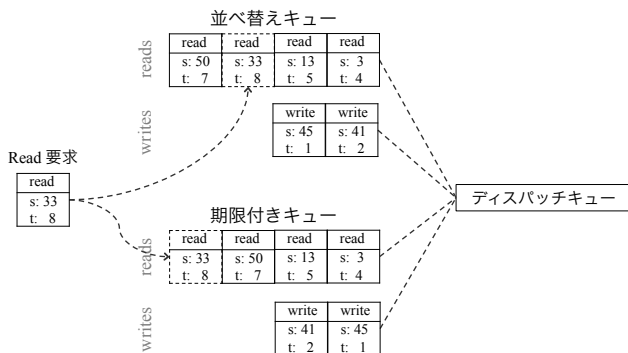 並べ替えキュー
reads
read read read read
s: 50 s: 33 s: 13 s: 3
t: 7 t: 8 t: 5 t: 4
writes
write write
s: 45 s: 41
t: 1 t: 2
Read 要求
read
s: 33
t: 8
ディスパッチキュー
期限付きキュー
reads
read read read read
s: 33 s: 50 s: 13 s: 3
t: 8 t: 7 t: 5 t: 4
writes
write write
s: 41 s: 45
t: 2 t: 1